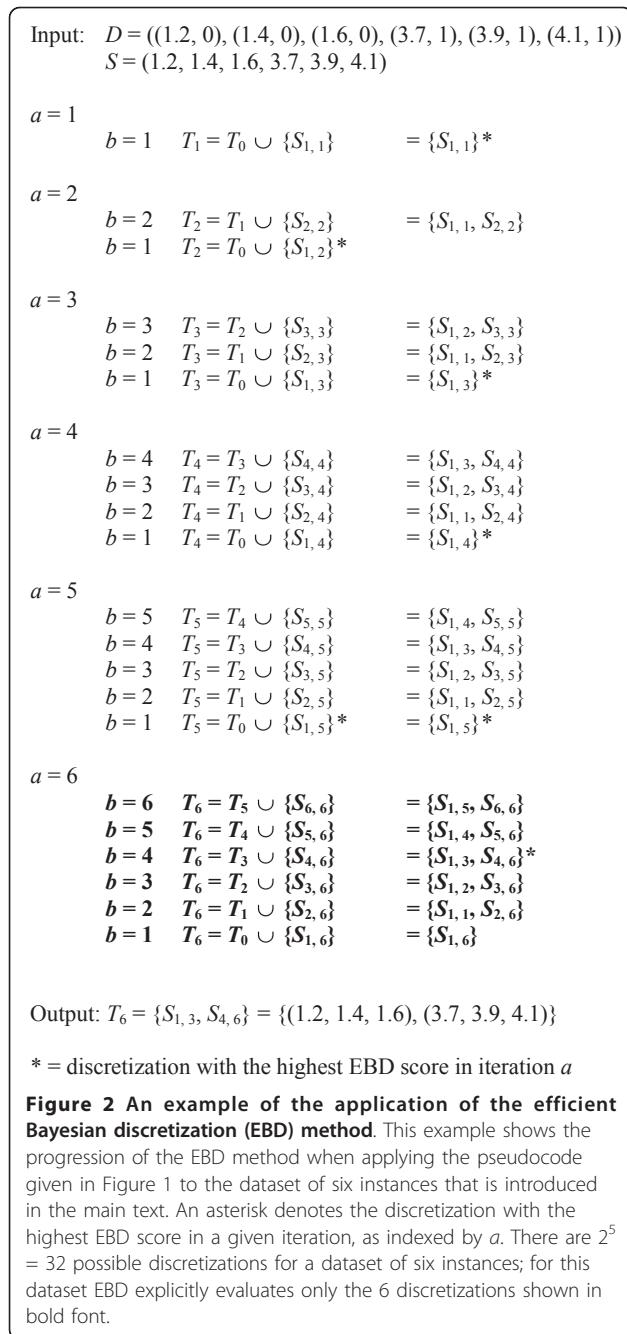 Input: D = ((1.2, 0), (1.4, 0), (1.6, 0), (3.7, 1), (3.9, 1), (4.1, 1))
S = (1.2, 1.4, 1.6, 3.7, 3.9, 4.1)
a = 1
b = 1 T₁ = T₀ ∪ {S₁, ₁} = {S₁, ₁}*
a = 2
b = 2 T₂ = T₁ ∪ {S₂, ₂} = {S₁, ₁, S₂, ₂}
b = 1 T₂ = T₀ ∪ {S₁, ₂}*
a = 3
b = 3 T₃ = T₂ ∪ {S₃, ₃} = {S₁, ₂, S₃, ₃}
b = 2 T₃ = T₁ ∪ {S₂, ₃} = {S₁, ₁, S₂, ₃}
b = 1 T₃ = T₀ ∪ {S₁, ₃} = {S₁, ₃}*
a = 4
b = 4 T₄ = T₃ ∪ {S₄, ₄} = {S₁, ₃, S₄, ₄}
b = 3 T₄ = T₂ ∪ {S₃, ₄} = {S₁, ₂, S₃, ₄}
b = 2 T₄ = T₁ ∪ {S₂, ₄} = {S₁, ₁, S₂, ₄}
b = 1 T₄ = T₀ ∪ {S₁, ₄} = {S₁, ₄}*
a = 5
b = 5 T₅ = T₄ ∪ {S₅, ₅} = {S₁, ₄, S₅, ₅}
b = 4 T₅ = T₃ ∪ {S₄, ₅} = {S₁, ₃, S₄, ₅}
b = 3 T₅ = T₂ ∪ {S₃, ₅} = {S₁, ₂, S₃, ₅}
b = 2 T₅ = T₁ ∪ {S₂, ₅} = {S₁, ₁, S₂, ₅}
b = 1 T₅ = T₀ ∪ {S₁, ₅}* = {S₁, ₅}*
a = 6
b = 6 T₆ = T₅ ∪ {S₆, ₆} = {S₁, ₅, S₆, ₆}
b = 5 T₆ = T₄ ∪ {S₅, ₆} = {S₁, ₄, S₅, ₆}
b = 4 T₆ = T₃ ∪ {S₄, ₆} = {S₁, ₃, S₄, ₆}*
b = 3 T₆ = T₂ ∪ {S₃, ₆} = {S₁, ₂, S₃, ₆}
b = 2 T₆ = T₁ ∪ {S₂, ₆} = {S₁, ₁, S₂, ₆}
b = 1 T₆ = T₀ ∪ {S₁, ₆} = {S₁, ₆}
Output: T₆ = {S₁, ₃, S₄, ₆} = {(1.2, 1.4, 1.6), (3.7, 3.9, 4.1)}
* = discretization with the highest EBD score in iteration a
Figure 2 An example of the application of the efficient
Bayesian discretization (EBD) method. This example shows the
progression of the EBD method when applying the pseudocode
given in Figure 1 to the dataset of six instances that is introduced
in the main text. An asterisk denotes the discretization with the
highest EBD score in a given iteration, as indexed by a. There are 2⁵
= 32 possible discretizations for a dataset of six instances; for this
dataset EBD explicitly evaluates only the 6 discretizations shown in
bold font.